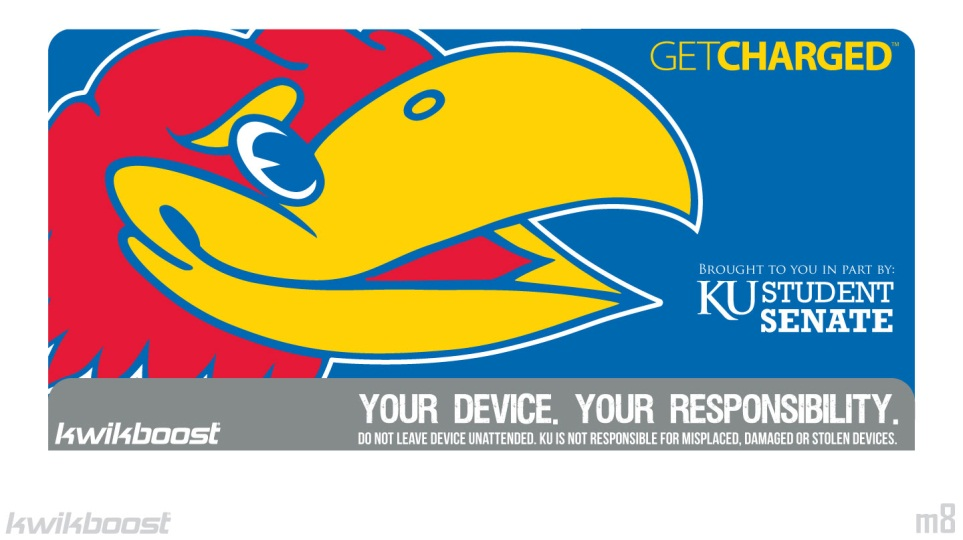 GETCHARGED™
BROUGHT TO YOU IN PART BY:
KU STUDENT
SENATE
YOUR DEVICE. YOUR RESPONSIBILITY.
kwikboost
DO NOT LEAVE DEVICE UNATTENDED. KU IS NOT RESPONSIBLE FOR MISPLACED, DAMAGED OR STOLEN DEVICES.
kwikboost
m8